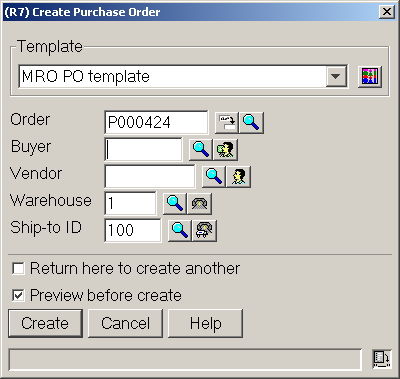 (R7) Create Purchase Order
Template
MRO PO template
Order P000424
Buyer
Vendor
Warehouse 1
Ship-to ID 100
Return here to create another
Preview before create
Create Cancel Help